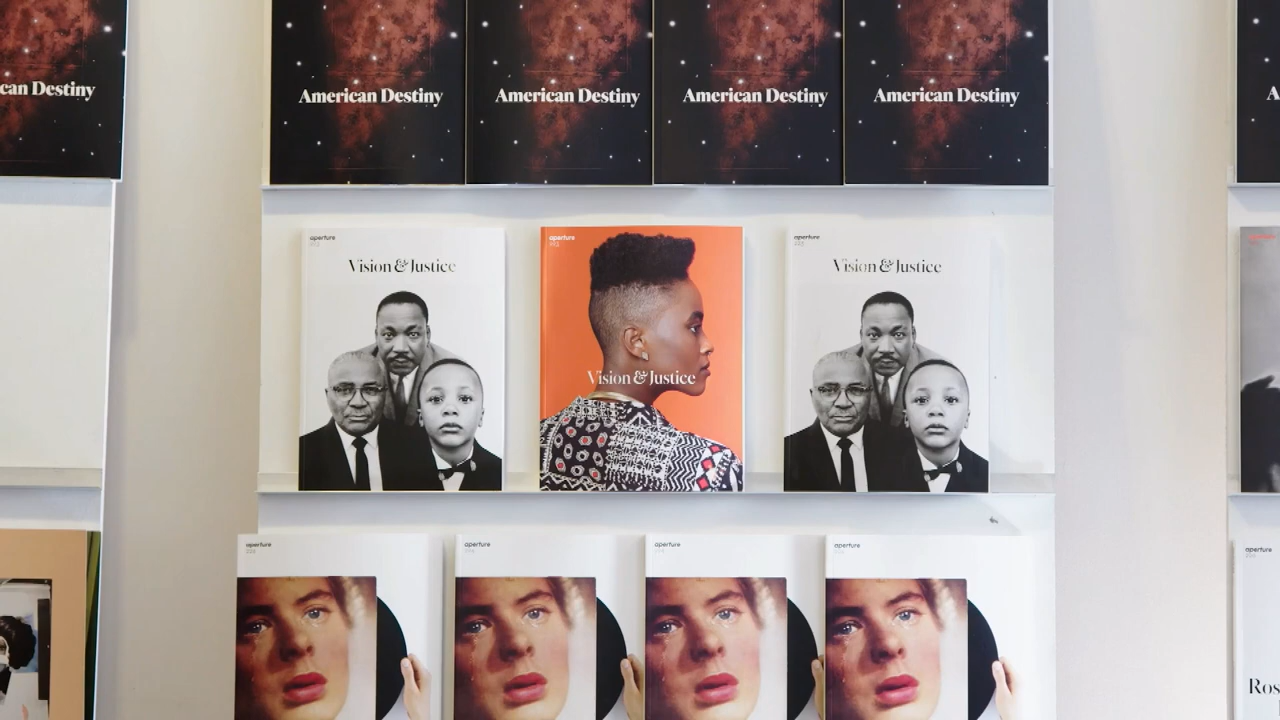 can Destiny
American Destiny
American Destiny
American Destiny
American Destiny
A
aperture
Vision & Justice
aperture
Vision & Justice
aperture
Vision & Justice
aperture
aperture
aperture
aperture
Ros